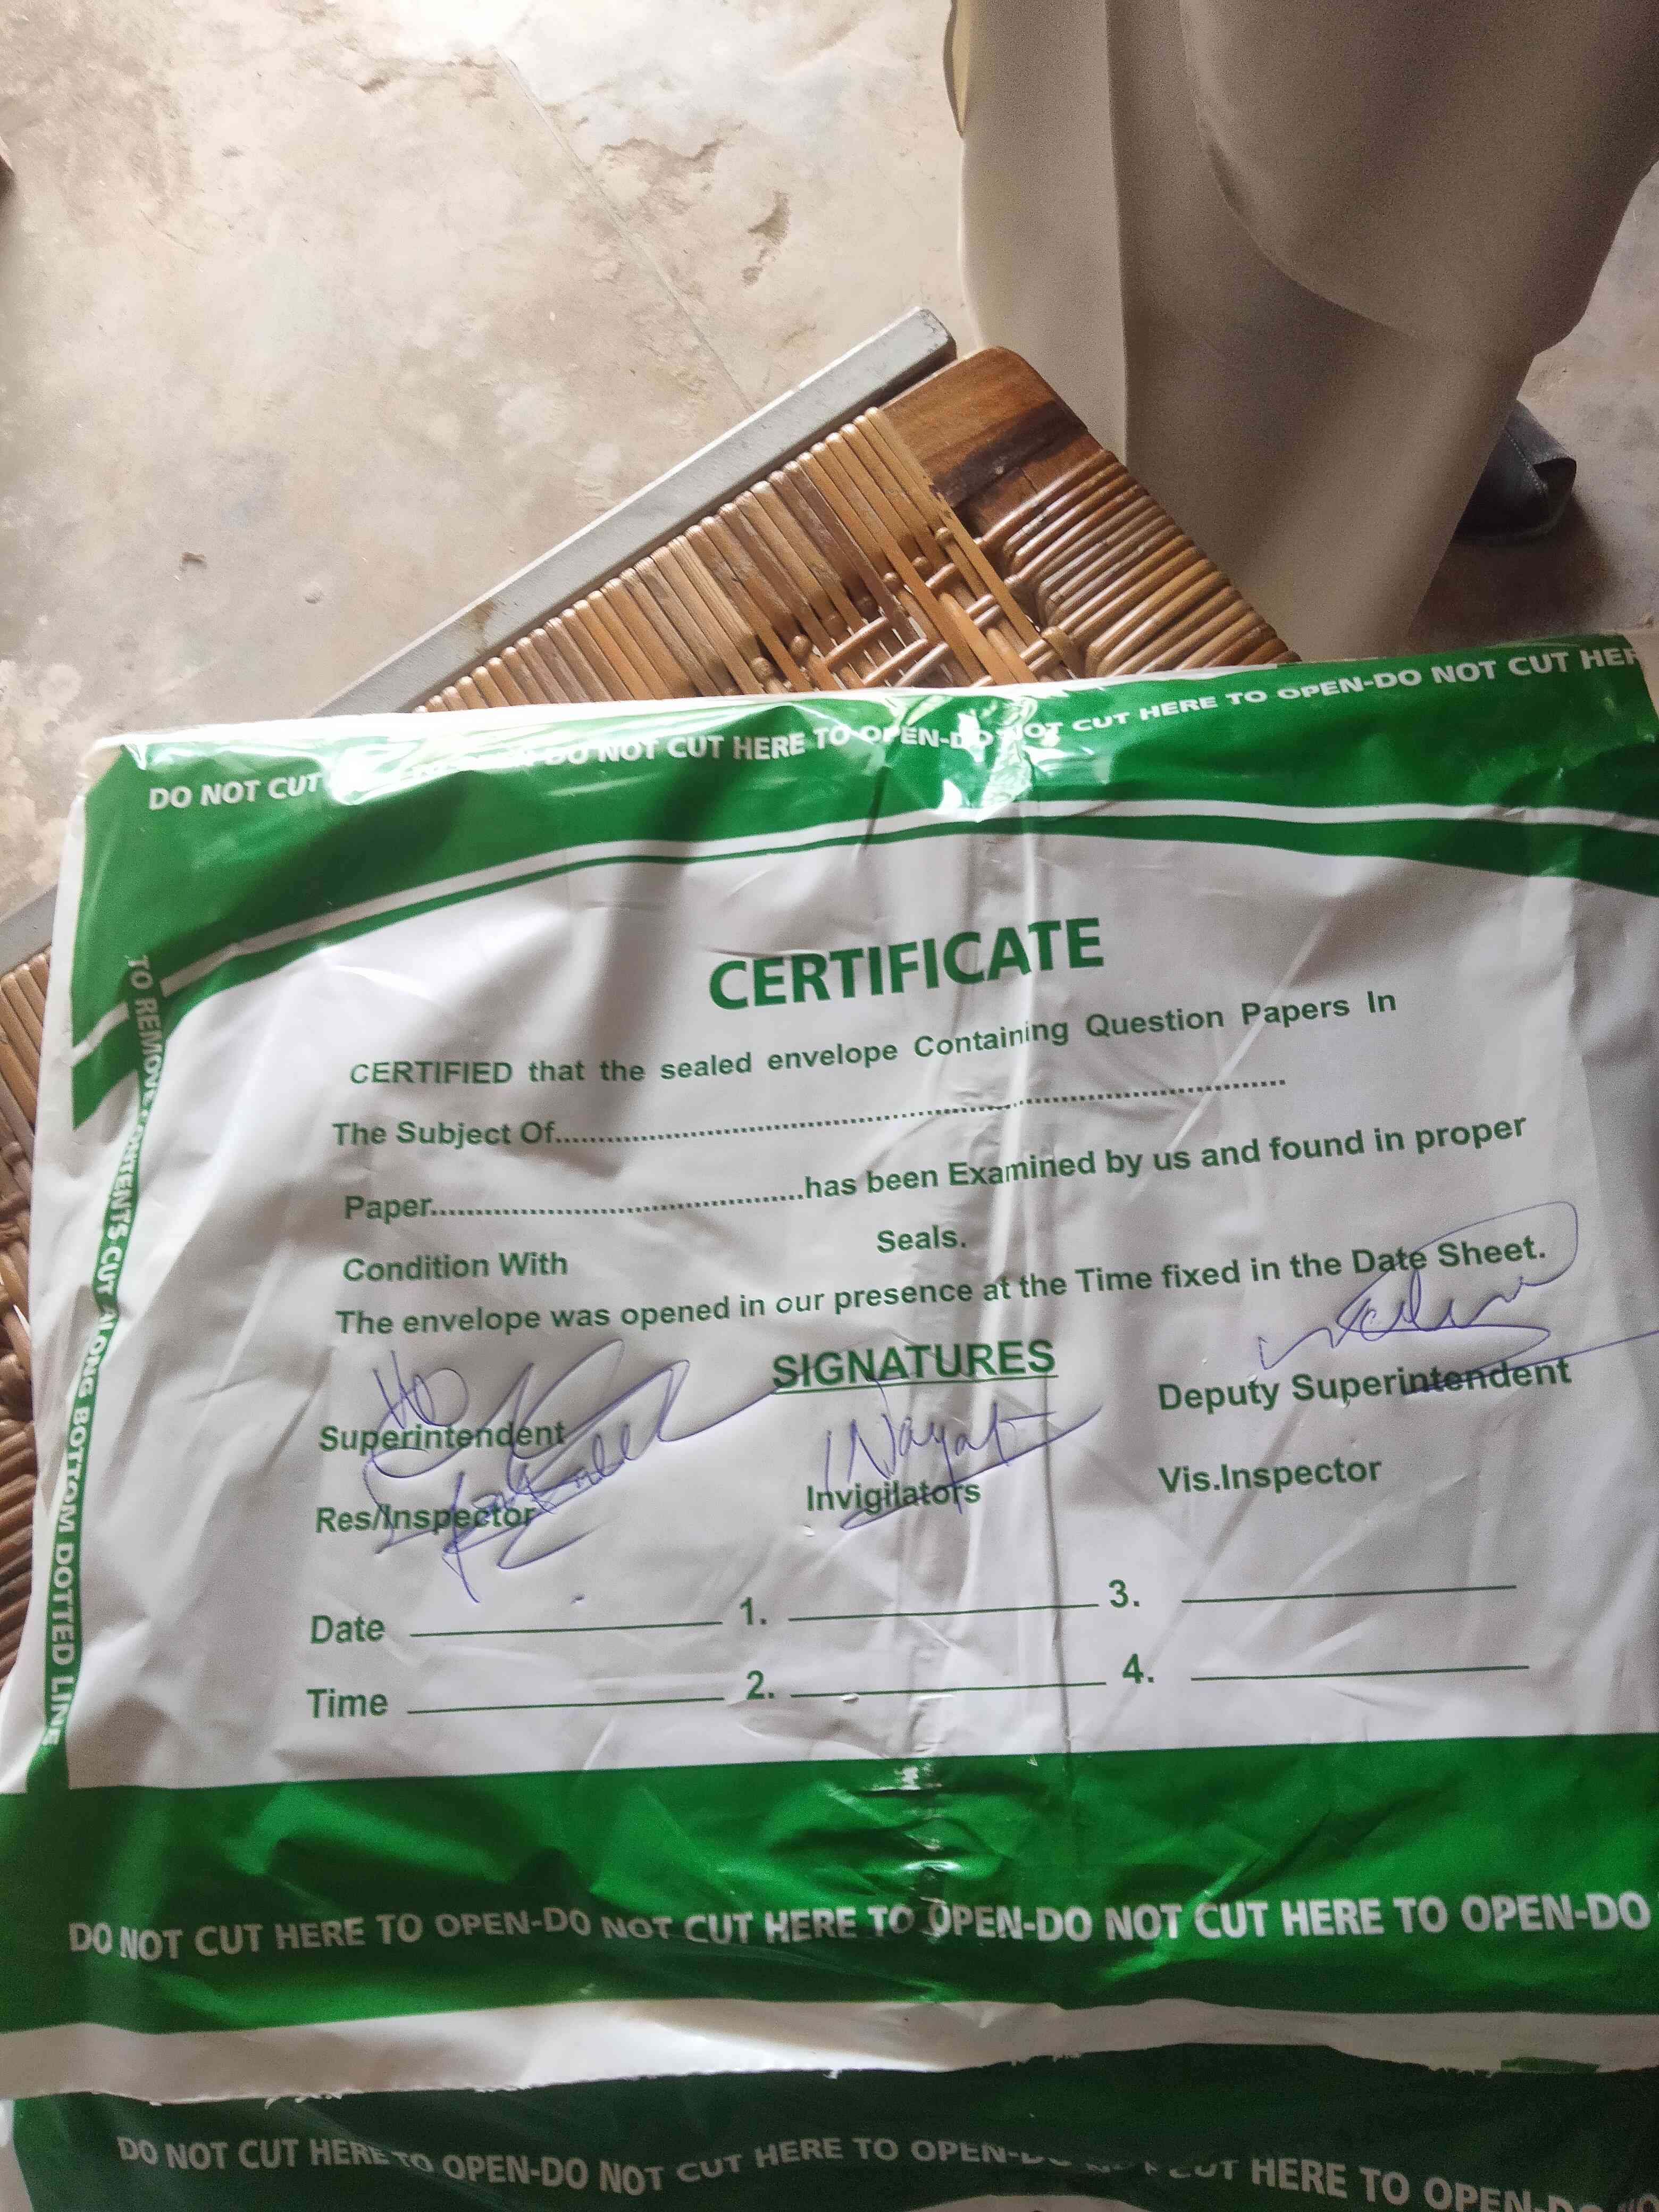 DO NOT CUT DO NOT CUT HERE TO OPEN-DO NOT CUT HERE TO OPEN-DO NOT CUT HER
TO REMOVE CONTENTS CUT ALONG BOTTOM DOTTED LINE
CERTIFICATE
CERTIFIED that the sealed envelope Containing Question Papers In
The Subject Of
Paper has been Examined by us and found in proper
Condition With Seals.
The envelope was opened in our presence at the Time fixed in the Date Sheet.
SIGNATURES
Superintendent Deputy Superintendent
Res/Inspector Invigilators Vis.Inspector
Date 1. 3.
Time 2. 4.
DO NOT CUT HERE TO OPEN-DO NOT CUT HERE TO OPEN-DO NOT CUT HERE TO OPEN-DO
DO NOT CUT HERE TO OPEN-DO NOT CUT HERE TO OPEN- CUT HERE TO OPEN-DO